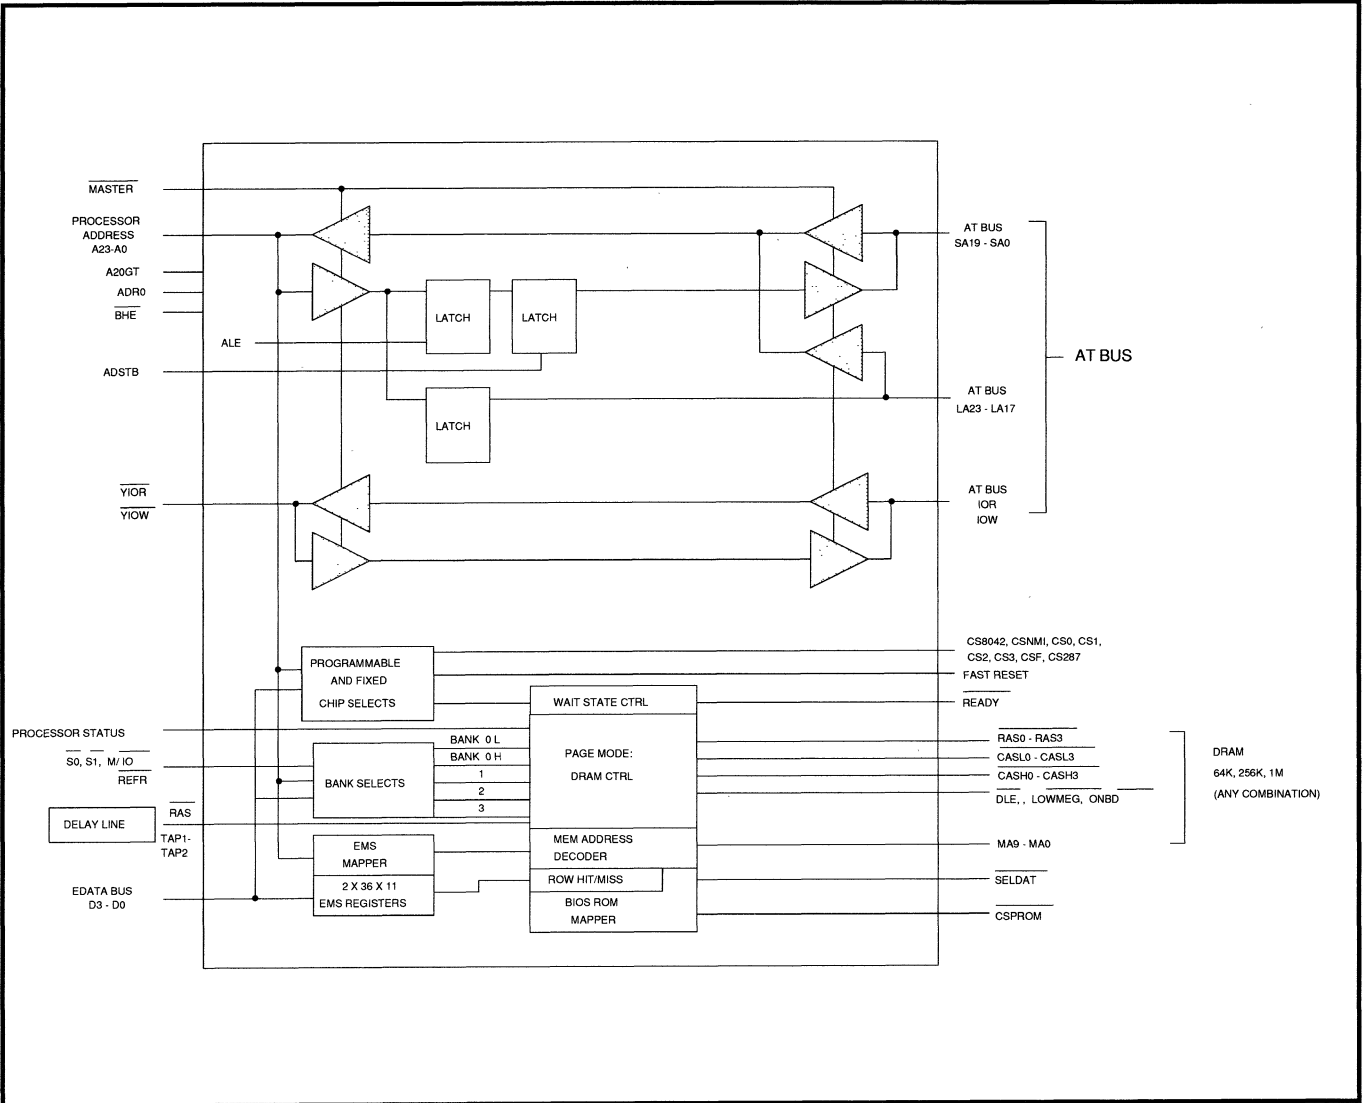 MASTER
PROCESSOR
ADDRESS
A23-A0
A20GT
ADR0
BHE
ALE
ADSTB
LATCH
LATCH
LATCH
AT BUS
SA19 - SA0
AT BUS
LA23 - LA17
AT BUS
YIOR
YIOW
AT BUS
IOR
IOW
PROGRAMMABLE
AND FIXED
CHIP SELECTS
CS8042, CSNMI, CS0, CS1,
CS2, CS3, CSF, CS287
FAST RESET
READY
WAIT STATE CTRL
PROCESSOR STATUS
S0, S1, M/ IO
REFR
BANK SELECTS
BANK 0 L
BANK 0 H
1
2
3
PAGE MODE:
DRAM CTRL
RAS0 - RAS3
CASL0 - CASL3
CASH0 - CASH3
DLE, , LOWMEG, ONBD
DRAM
64K, 256K, 1M
(ANY COMBINATION)
DELAY LINE
RAS
TAP1-
TAP2
EMS
MAPPER
2 X 36 X 11
EMS REGISTERS
MEM ADDRESS
DECODER
ROW HIT/MISS
BIOS ROM
MAPPER
MA9 - MA0
SELDAT
CSPROM
EDATA BUS
D3 - D0